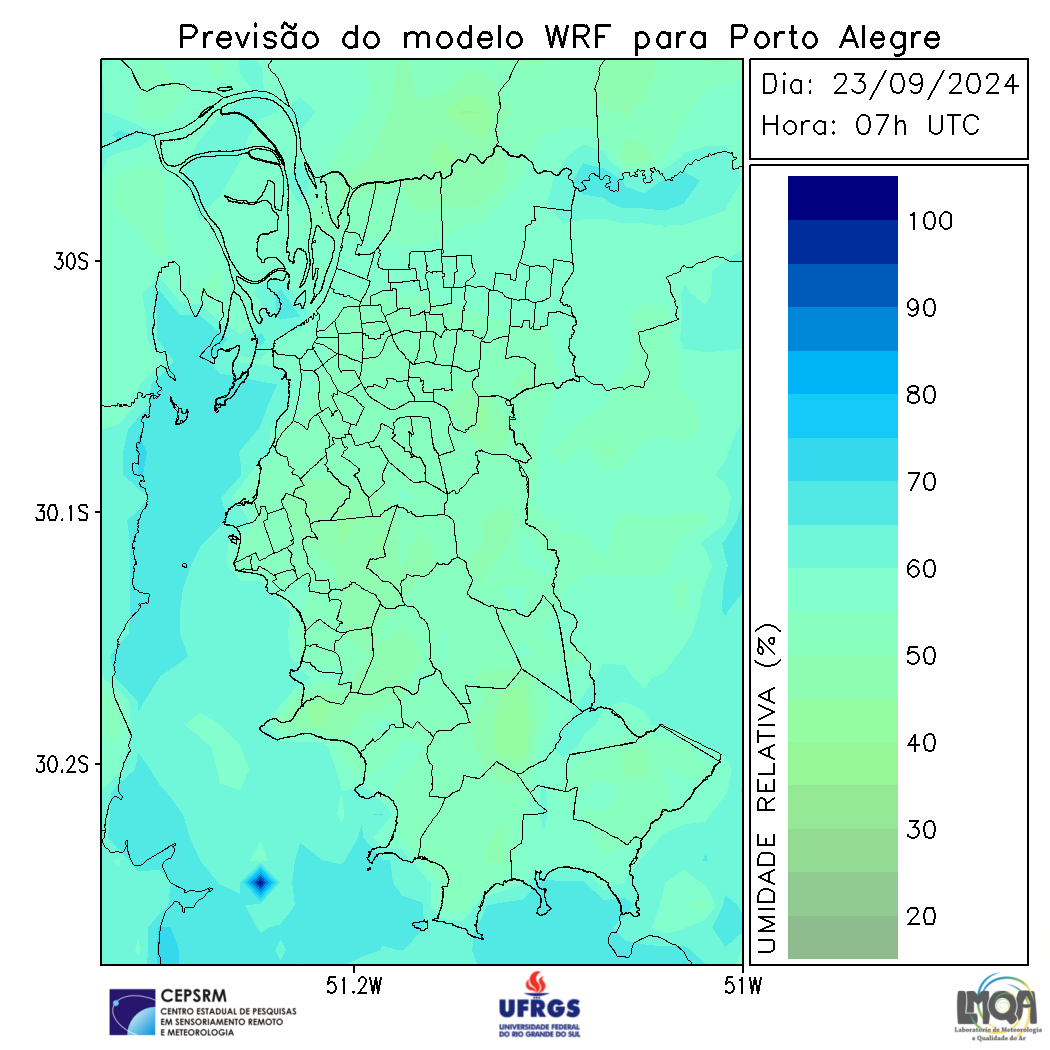 Previsão do modelo WRF para Porto Alegre
Dia: 23/09/2024
Hora: 07h UTC
30S
30.1S
30.2S
51.2W
51W
100
90
80
70
60
50
40
30
20
UMIDADE RELATIVA (%)
CEPSRM
CENTRO ESTADUAL DE PESQUISAS
EM SENSORIAMENTO REMOTO
E METEOROLOGIA
UFRGS
UNIVERSIDADE FEDERAL
DO RIO GRANDE DO SUL
LMQA
Laboratório de Meteorologia
e Qualidade do Ar